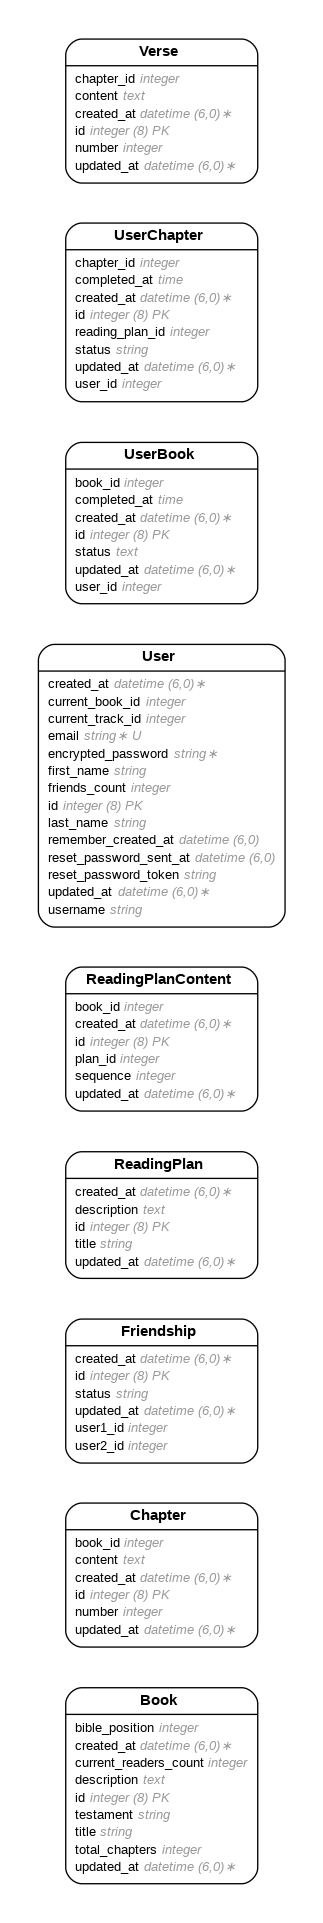 Verse
chapter_id integer
content text
created_at datetime (6,0)∗
id integer (8) PK
number integer
updated_at datetime (6,0)∗
UserChapter
chapter_id integer
completed_at time
created_at datetime (6,0)∗
id integer (8) PK
reading_plan_id integer
status string
updated_at datetime (6,0)∗
user_id integer
UserBook
book_id integer
completed_at time
created_at datetime (6,0)∗
id integer (8) PK
status text
updated_at datetime (6,0)∗
user_id integer
User
created_at datetime (6,0)∗
current_book_id integer
current_track_id integer
email string∗ U
encrypted_password string∗
first_name string
friends_count integer
id integer (8) PK
last_name string
remember_created_at datetime (6,0)
reset_password_sent_at datetime (6,0)
reset_password_token string
updated_at datetime (6,0)∗
username string
ReadingPlanContent
book_id integer
created_at datetime (6,0)∗
id integer (8) PK
plan_id integer
sequence integer
updated_at datetime (6,0)∗
ReadingPlan
created_at datetime (6,0)∗
description text
id integer (8) PK
title string
updated_at datetime (6,0)∗
Friendship
created_at datetime (6,0)∗
id integer (8) PK
status string
updated_at datetime (6,0)∗
user1_id integer
user2_id integer
Chapter
book_id integer
content text
created_at datetime (6,0)∗
id integer (8) PK
number integer
updated_at datetime (6,0)∗
Book
bible_position integer
created_at datetime (6,0)∗
current_readers_count integer
description text
id integer (8) PK
testament string
title string
total_chapters integer
updated_at datetime (6,0)∗